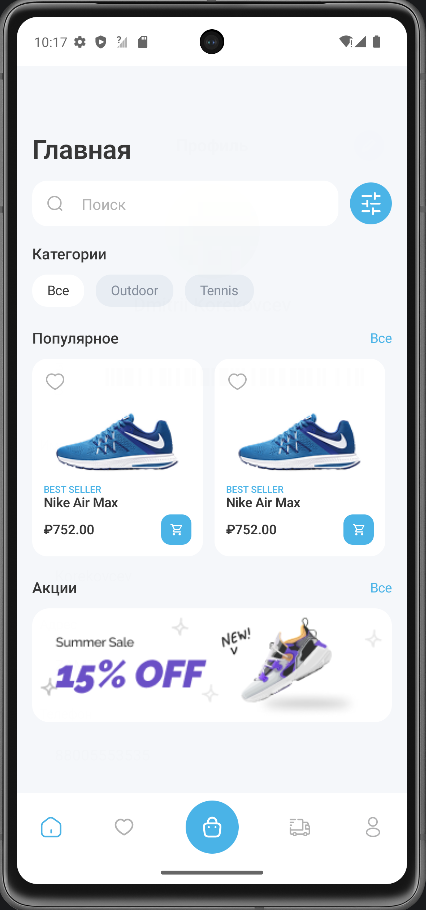 10:17
Главная
Поиск
Категории
Все Outdoor Tennis
Популярное Все
BEST SELLER BEST SELLER
Nike Air Max Nike Air Max
₽752.00 ₽752.00
Акции Все
Summer Sale NEW!
15% OFF